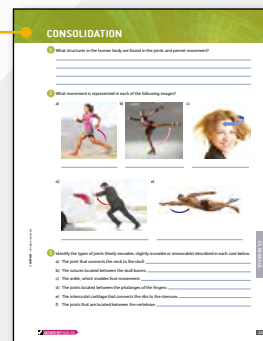 CONSOLIDATION
1 What structures in the human body are found in the joints and permit movement?
2 What movement is represented in each of the following images?
a) b) c)
d) e)
3 Identify the types of joints (freely movable, slightly movable or immovable) described in each case below.
a) The joint that connects the neck to the skull:
b) The sutures located between the skull bones:
c) The ankle, which enables foot movement:
d) The joints located between the phalanges of the fingers:
e) The intercostal cartilage that connects the ribs to the sternum:
f) The joints that are located between the vertebrae: